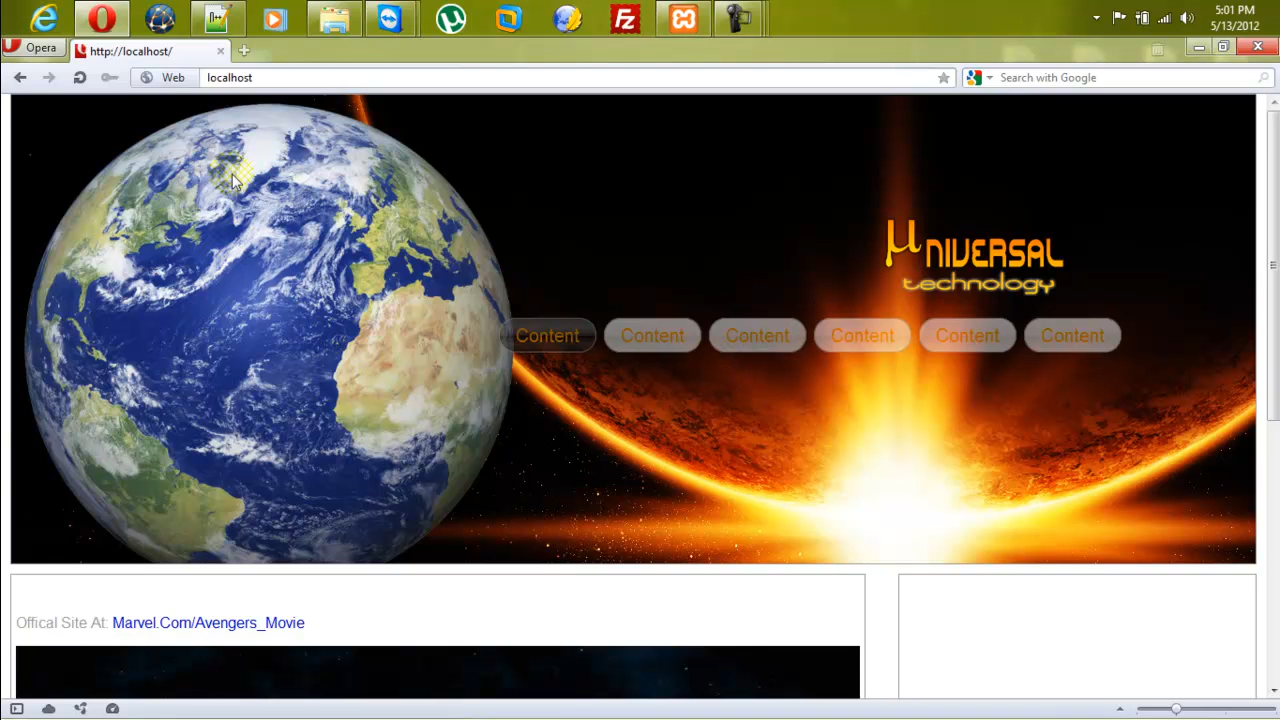 5:01 PM
5/13/2012
Opera
http://localhost/
Web
localhost
Search with Google
µNIVERSAL
technology
Content Content Content Content Content Content
Offical Site At: Marvel.Com/Avengers_Movie